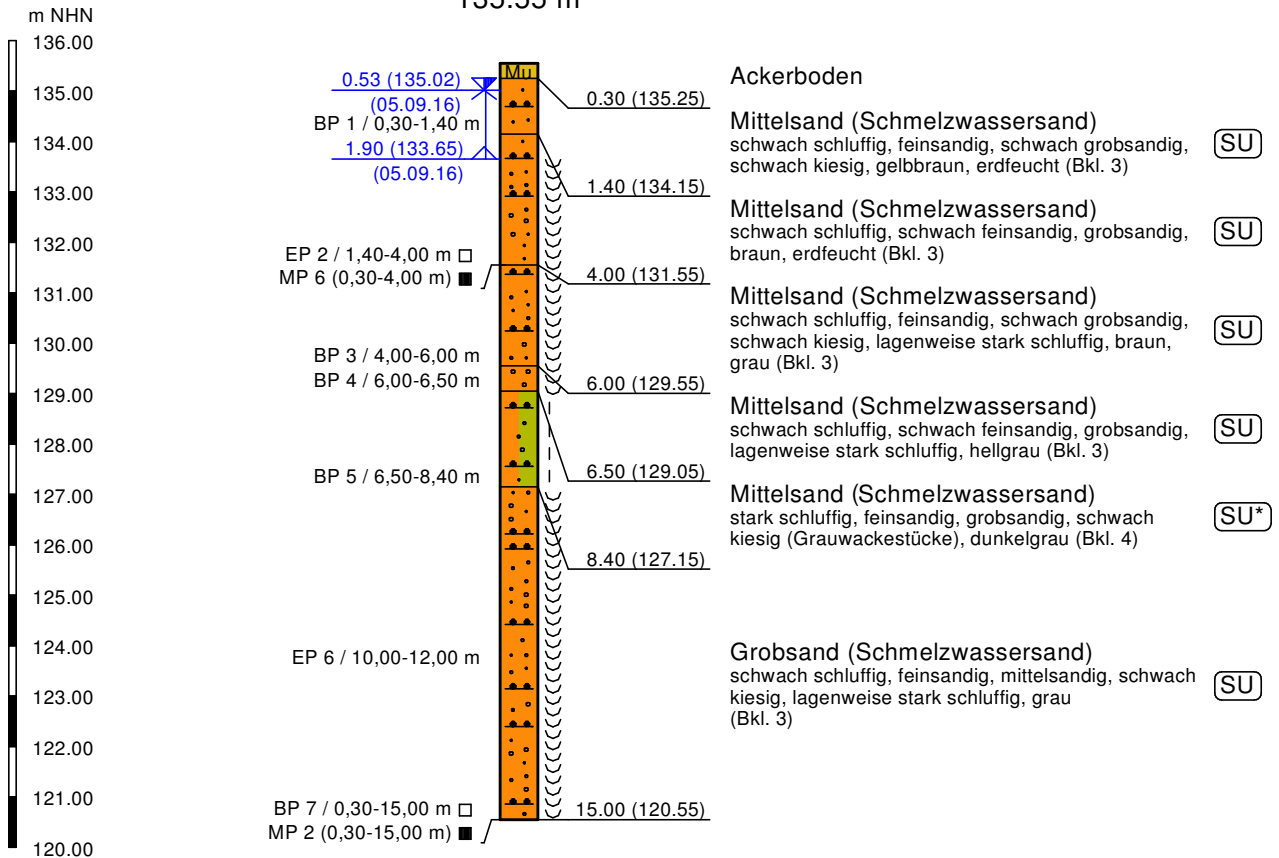 135.55 m
m NHN
136.00
135.00
134.00
133.00
132.00
131.00
130.00
129.00
128.00
127.00
126.00
125.00
124.00
123.00
122.00
121.00
120.00
0.53 (135.02)
(05.09.16)
BP 1 / 0,30-1,40 m
1.90 (133.65)
(05.09.16)
EP 2 / 1,40-4,00 m
MP 6 (0,30-4,00 m)
BP 3 / 4,00-6,00 m
BP 4 / 6,00-6,50 m
BP 5 / 6,50-8,40 m
EP 6 / 10,00-12,00 m
BP 7 / 0,30-15,00 m
MP 2 (0,30-15,00 m)
Mu
0.30 (135.25)
1.40 (134.15)
4.00 (131.55)
6.00 (129.55)
6.50 (129.05)
8.40 (127.15)
15.00 (120.55)
Ackerboden
Mittelsand (Schmelzwassersand)
schwach schluffig, feinsandig, schwach grobsandig,
schwach kiesig, gelbbraun, erdfeucht (Bkl. 3)
SU
Mittelsand (Schmelzwassersand)
schwach schluffig, schwach feinsandig, grobsandig,
braun, erdfeucht (Bkl. 3)
SU
Mittelsand (Schmelzwassersand)
schwach schluffig, feinsandig, schwach grobsandig,
schwach kiesig, lagenweise stark schluffig, braun,
grau (Bkl. 3)
SU
Mittelsand (Schmelzwassersand)
schwach schluffig, schwach feinsandig, grobsandig,
lagenweise stark schluffig, hellgrau (Bkl. 3)
SU
Mittelsand (Schmelzwassersand)
stark schluffig, feinsandig, grobsandig, schwach
kiesig (Grauwackestücke), dunkelgrau (Bkl. 4)
SU*
Grobsand (Schmelzwassersand)
schwach schluffig, feinsandig, mittelsandig, schwach
kiesig, lagenweise stark schluffig, grau
(Bkl. 3)
SU